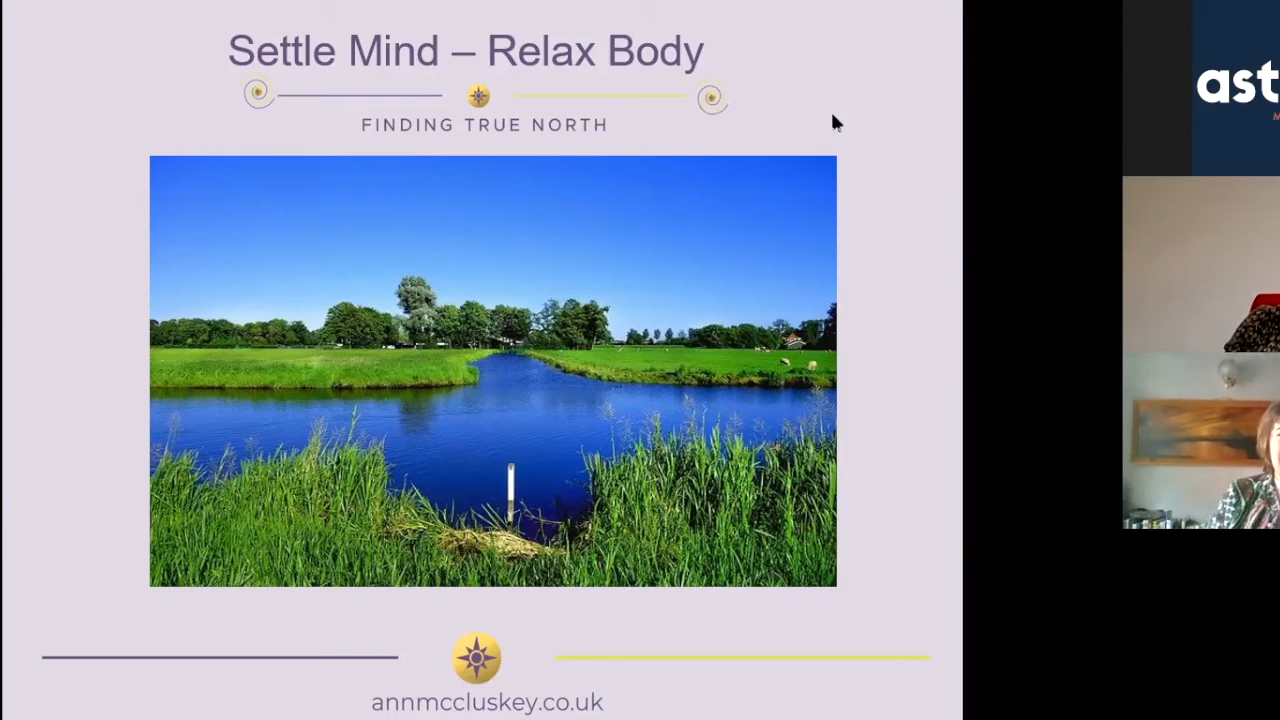 Settle Mind – Relax Body
FINDING TRUE NORTH
annmccluskey.co.uk
ast